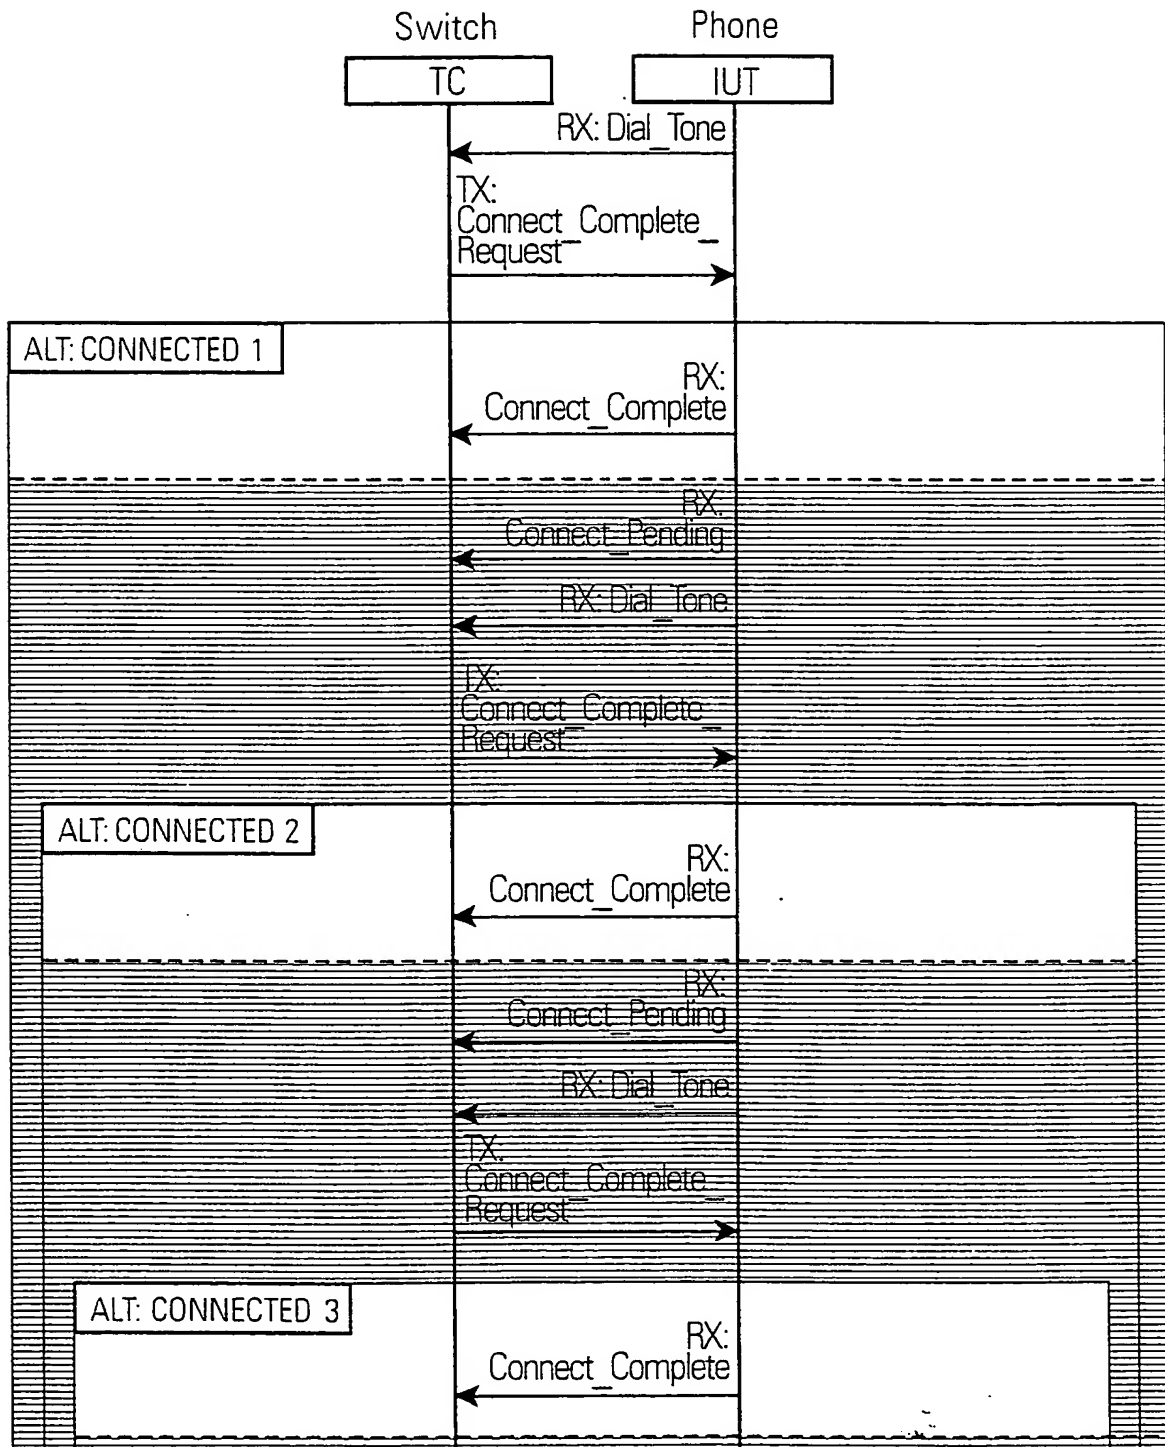 Switch Phone
TC IUT
RX: Dial_Tone
TX:
Connect_Complete_
Request
ALT: CONNECTED 1
RX:
Connect_Complete
RX:
Connect_Pending
RX: Dial_Tone
TX:
Connect_Complete_
Request
ALT: CONNECTED 2
RX:
Connect_Complete
RX:
Connect_Pending
RX: Dial_Tone
TX:
Connect_Complete_
Request
ALT: CONNECTED 3
RX:
Connect_Complete